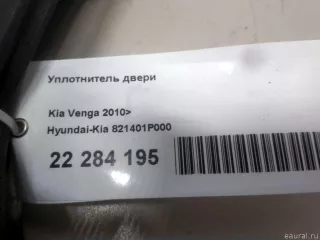 Уплотнитель двери
Kia Venga 2010>
Hyundai-Kia 821401P000
22 284 195
eaural.ru